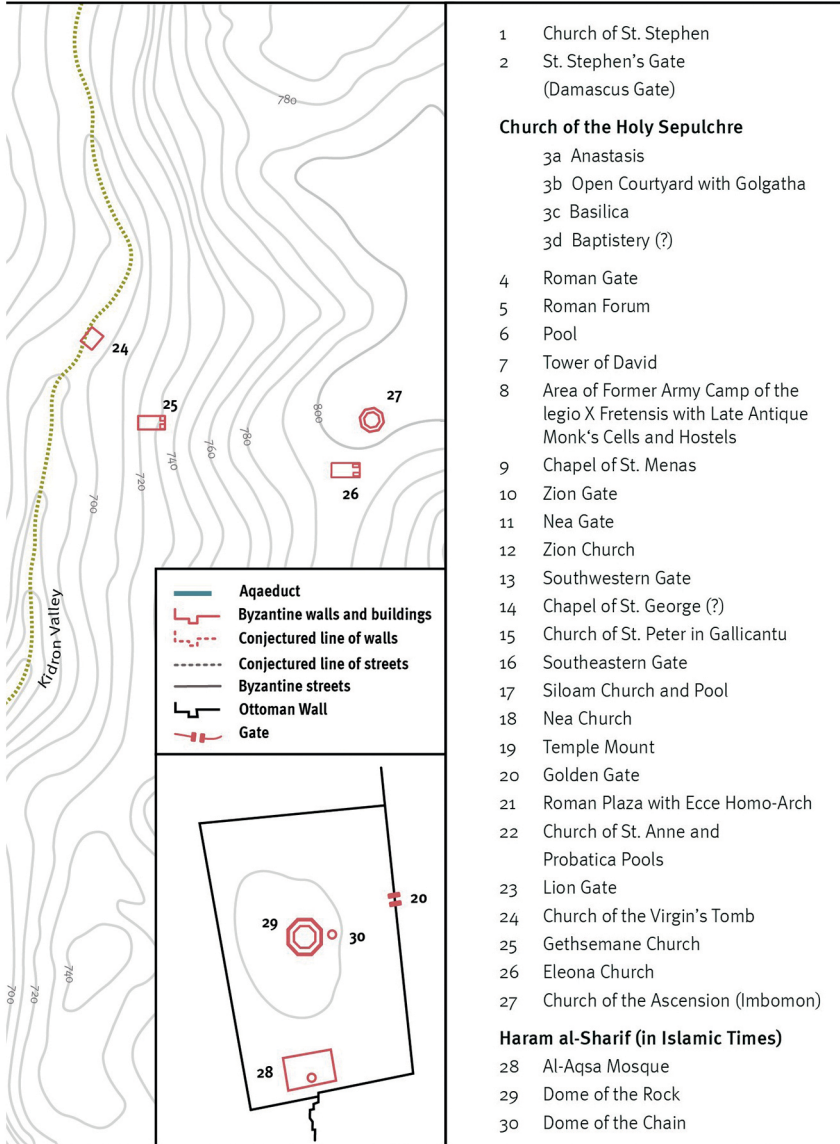 780
24
25
27
800
780
760
740
720
700
26
Kidron Valley
Aqaeduct
Byzantine walls and buildings
Conjectured line of walls
Conjectured line of streets
Byzantine streets
Ottoman Wall
Gate
20
29
30
28
740
720
700
1 Church of St. Stephen
2 St. Stephen's Gate
(Damascus Gate)
Church of the Holy Sepulchre
3a Anastasis
3b Open Courtyard with Golgatha
3c Basilica
3d Baptistery (?)
4 Roman Gate
5 Roman Forum
6 Pool
7 Tower of David
8 Area of Former Army Camp of the
legio X Fretensis with Late Antique
Monk‘s Cells and Hostels
9 Chapel of St. Menas
10 Zion Gate
11 Nea Gate
12 Zion Church
13 Southwestern Gate
14 Chapel of St. George (?)
15 Church of St. Peter in Gallicantu
16 Southeastern Gate
17 Siloam Church and Pool
18 Nea Church
19 Temple Mount
20 Golden Gate
21 Roman Plaza with Ecce Homo-Arch
22 Church of St. Anne and
Probatica Pools
23 Lion Gate
24 Church of the Virgin's Tomb
25 Gethsemane Church
26 Eleona Church
27 Church of the Ascension (Imbomon)
Haram al-Sharif (in Islamic Times)
28 Al-Aqsa Mosque
29 Dome of the Rock
30 Dome of the Chain